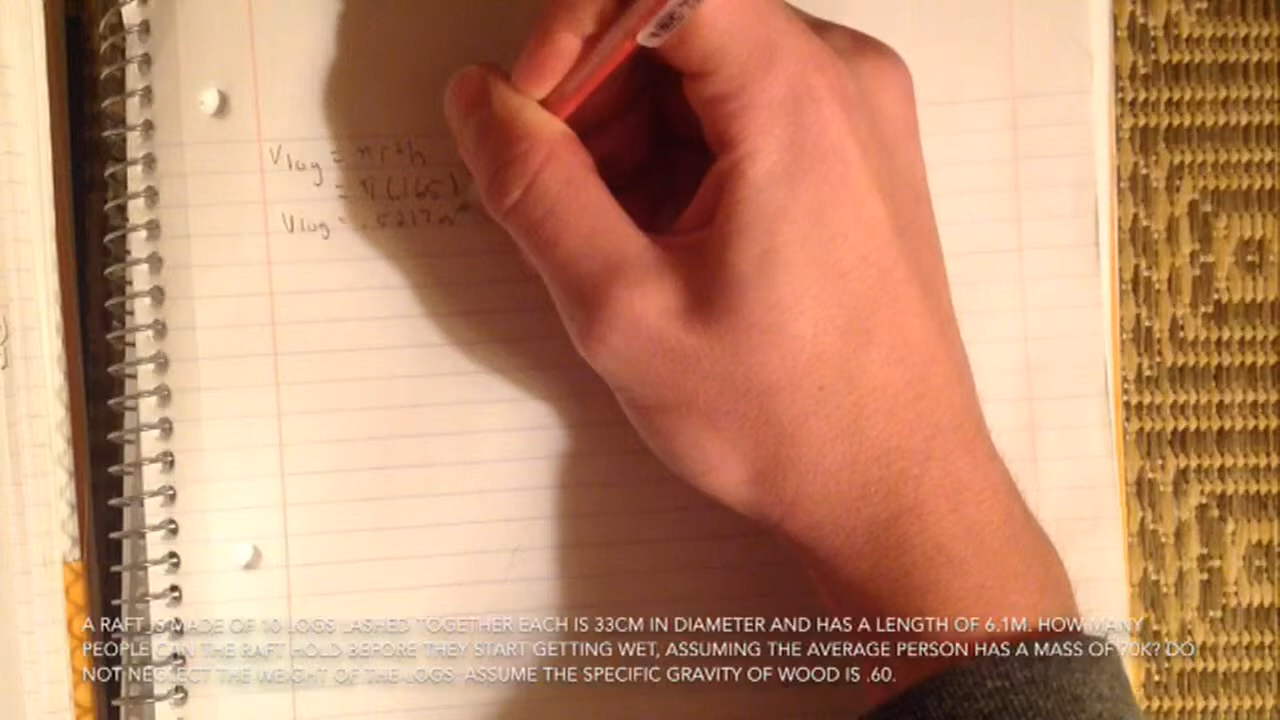 Vlog = πr²h
= π(.165)
Vlog = .5217m
A RAFT IS MADE OF 10 LOGS LASHED TOGETHER EACH IS 33CM IN DIAMETER AND HAS A LENGTH OF 6.1M. HOW MANY
PEOPLE CAN THE RAFT HOLD BEFORE THEY START GETTING WET, ASSUMING THE AVERAGE PERSON HAS A MASS OF 70K? DO
NOT NEGLECT THE WEIGHT OF THE LOGS. ASSUME THE SPECIFIC GRAVITY OF WOOD IS .60.